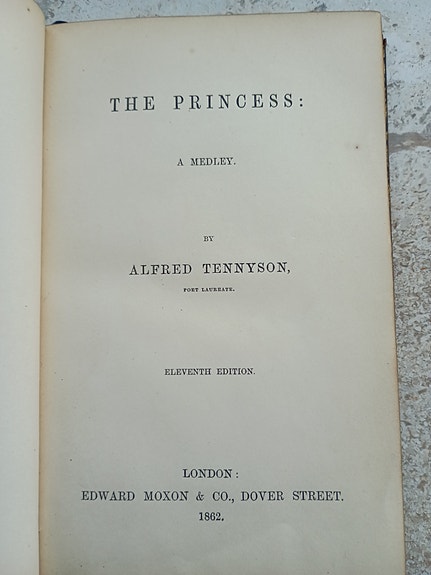 THE PRINCESS:
A MEDLEY.
BY
ALFRED TENNYSON,
POET LAUREATE.
ELEVENTH EDITION.
LONDON:
EDWARD MOXON & CO., DOVER STREET.
1862.